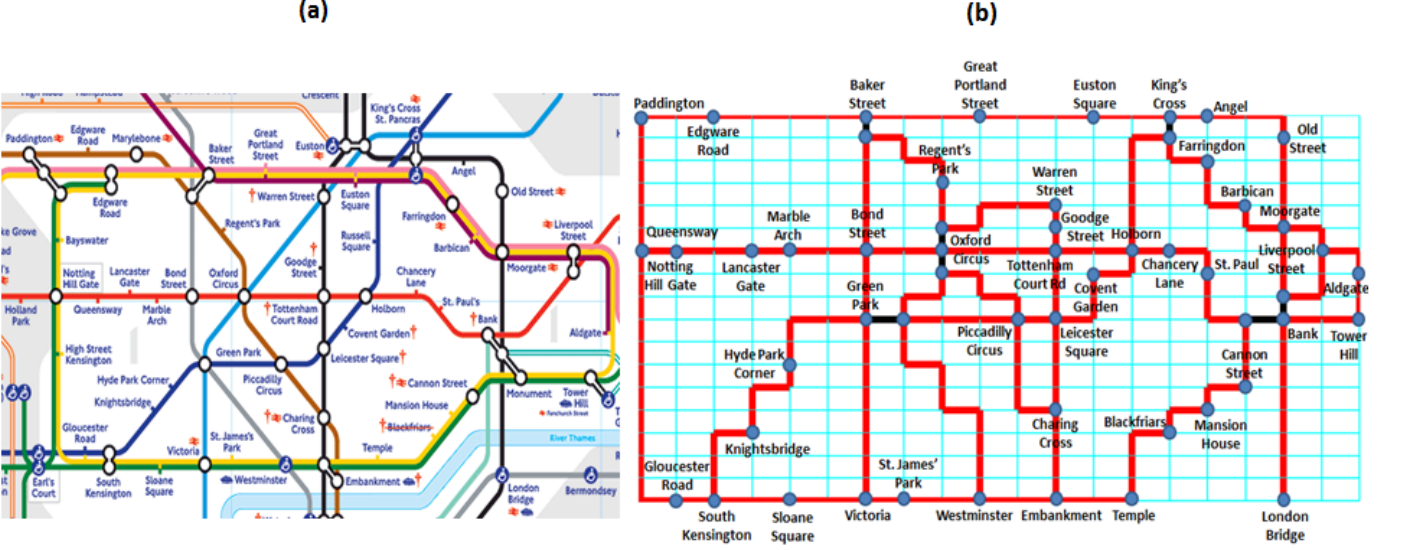 (a)
(b)
Crescent
King's Cross
St. Pancras
Paddington
Edgware
Road
Marylebone
Baker
Street
Great
Portland
Street
Euston
Angel
Warren Street
Euston
Square
Old Street
Edgware
Road
Farringdon
Liverpool
Street
ke Grove
Bayswater
Regent's Park
Russell
Square
Barbican
Moorgate
Goodge
Street
Notting
Hill Gate
Lancaster
Gate
Bond
Street
Oxford
Circus
Chancery
Lane
Holland
Park
Queensway
Marble
Arch
Tottenham
Court Road
Holborn
St. Paul's
Bank
Aldgate
Covent Garden
High Street
Kensington
Green Park
Leicester Square
Hyde Park Corner
Piccadilly
Circus
Cannon Street
Monument
Tower
Hill
Fenchurch Street
Knightsbridge
Mansion House
Charing
Cross
Blackfriars
Gloucester
Road
Victoria
St. James's
Park
Temple
River Thames
Earl's
Court
South
Kensington
Sloane
Square
Westminster
Embankment
London
Bridge
Bermondsey
Paddington
Edgware
Road
Baker
Street
Great
Portland
Street
Euston
Square
King's
Cross
Angel
Old
Street
Regent's
Park
Farringdon
Warren
Street
Barbican
Queensway
Marble
Arch
Bond
Street
Goodge
Street
Holborn
Moorgate
Notting
Hill Gate
Lancaster
Gate
Oxford
Circus
Tottenham
Court Rd
Chancery
Lane
St. Paul
Liverpool
Street
Green
Park
Covent
Garden
Aldgate
Hyde Park
Corner
Piccadilly
Circus
Leicester
Square
Cannon
Street
Bank
Tower
Hill
Knightsbridge
Charing
Cross
Blackfriars
Mansion
House
Gloucester
Road
St. James'
Park
South
Kensington
Sloane
Square
Victoria
Westminster
Embankment
Temple
London
Bridge